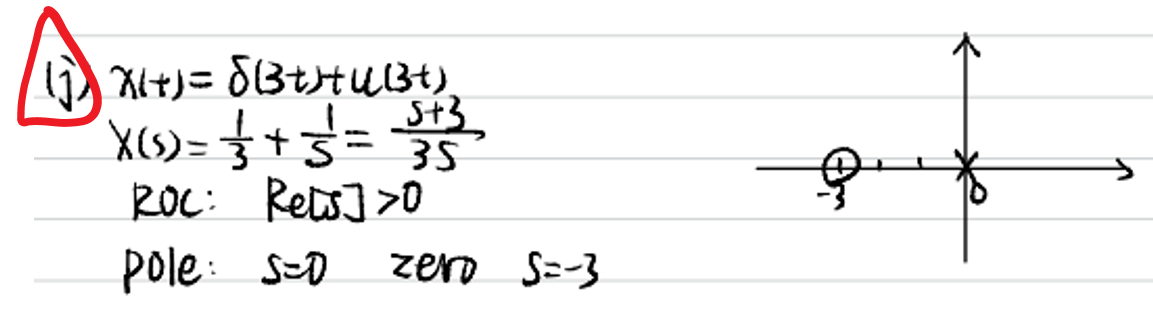 (j) x(t) = δ(3t)+u(3t)
X(s) = 1/3 + 1/s = (s+3)/(3s)
ROC: Re[s] >0
pole: s=0 zero s=-3
-3 0